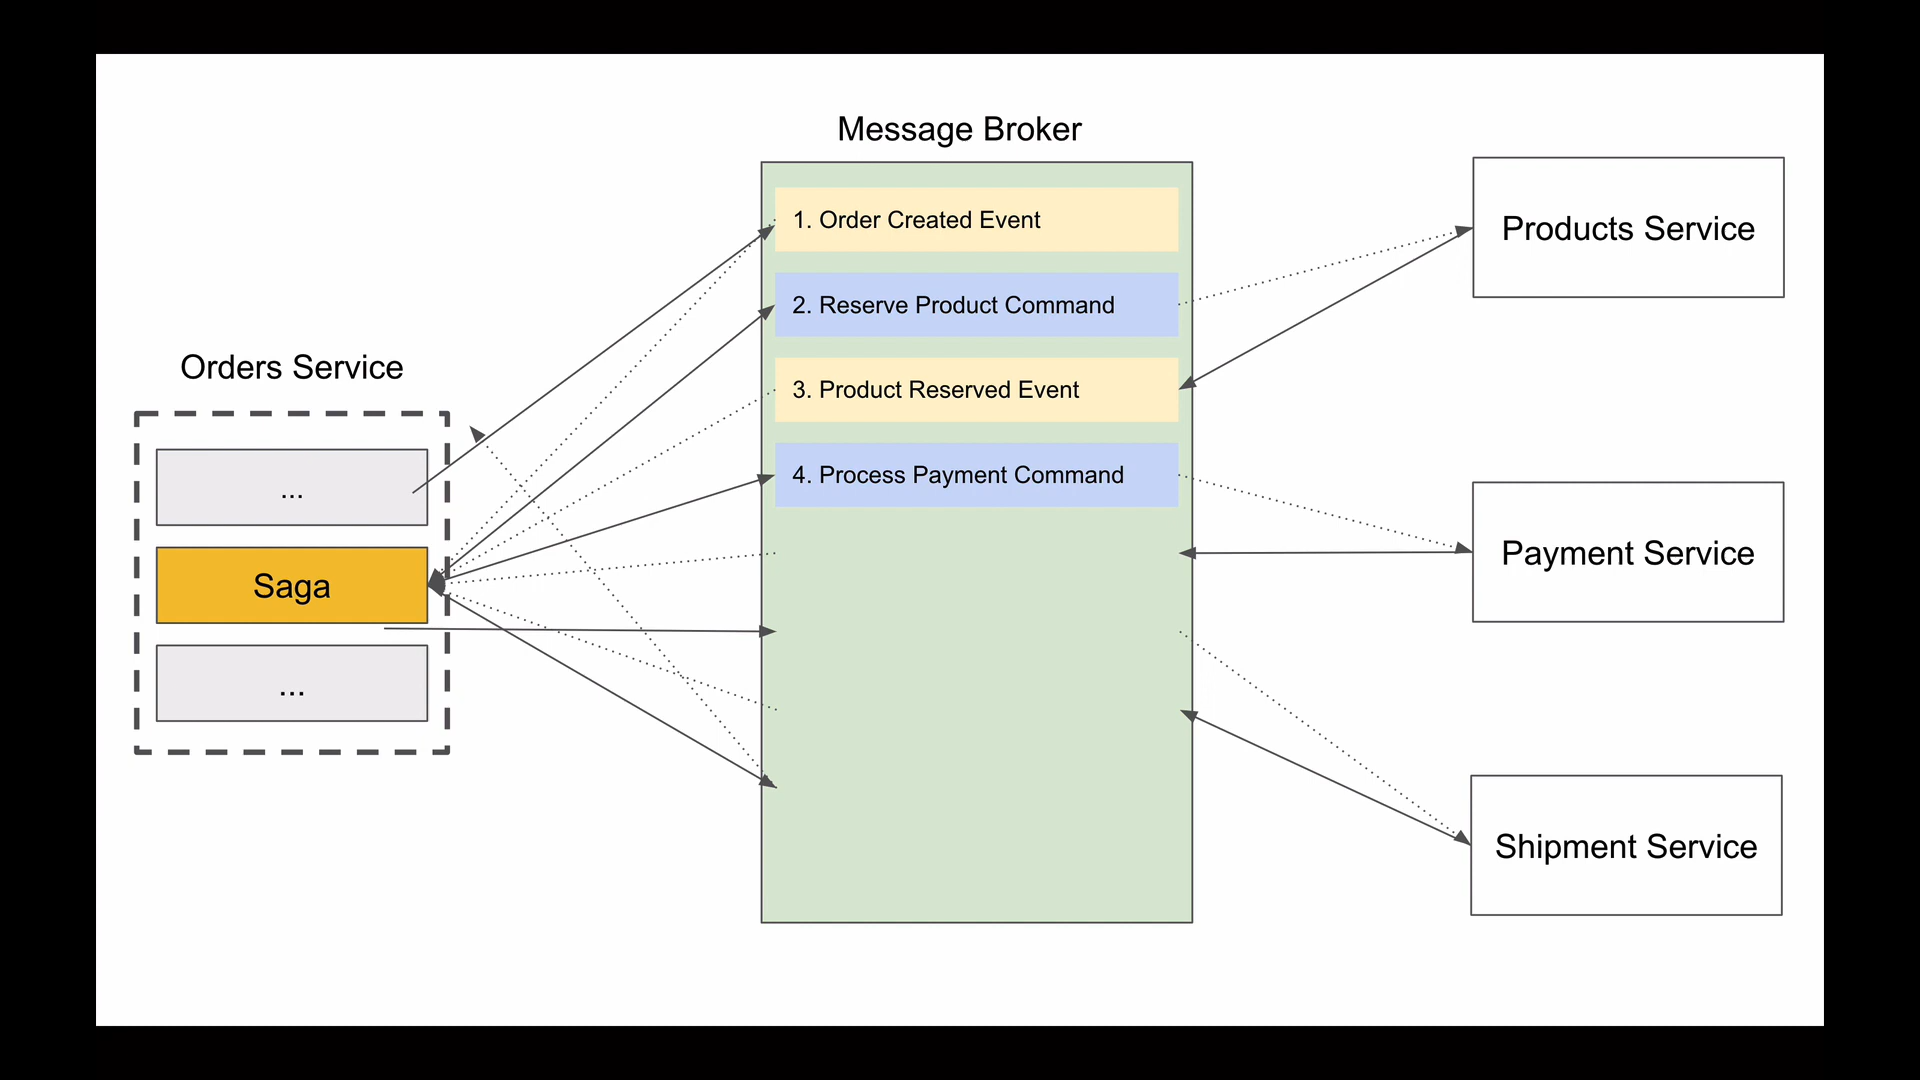 Message Broker
1. Order Created Event
2. Reserve Product Command
3. Product Reserved Event
4. Process Payment Command
Orders Service
...
Saga
...
Products Service
Payment Service
Shipment Service